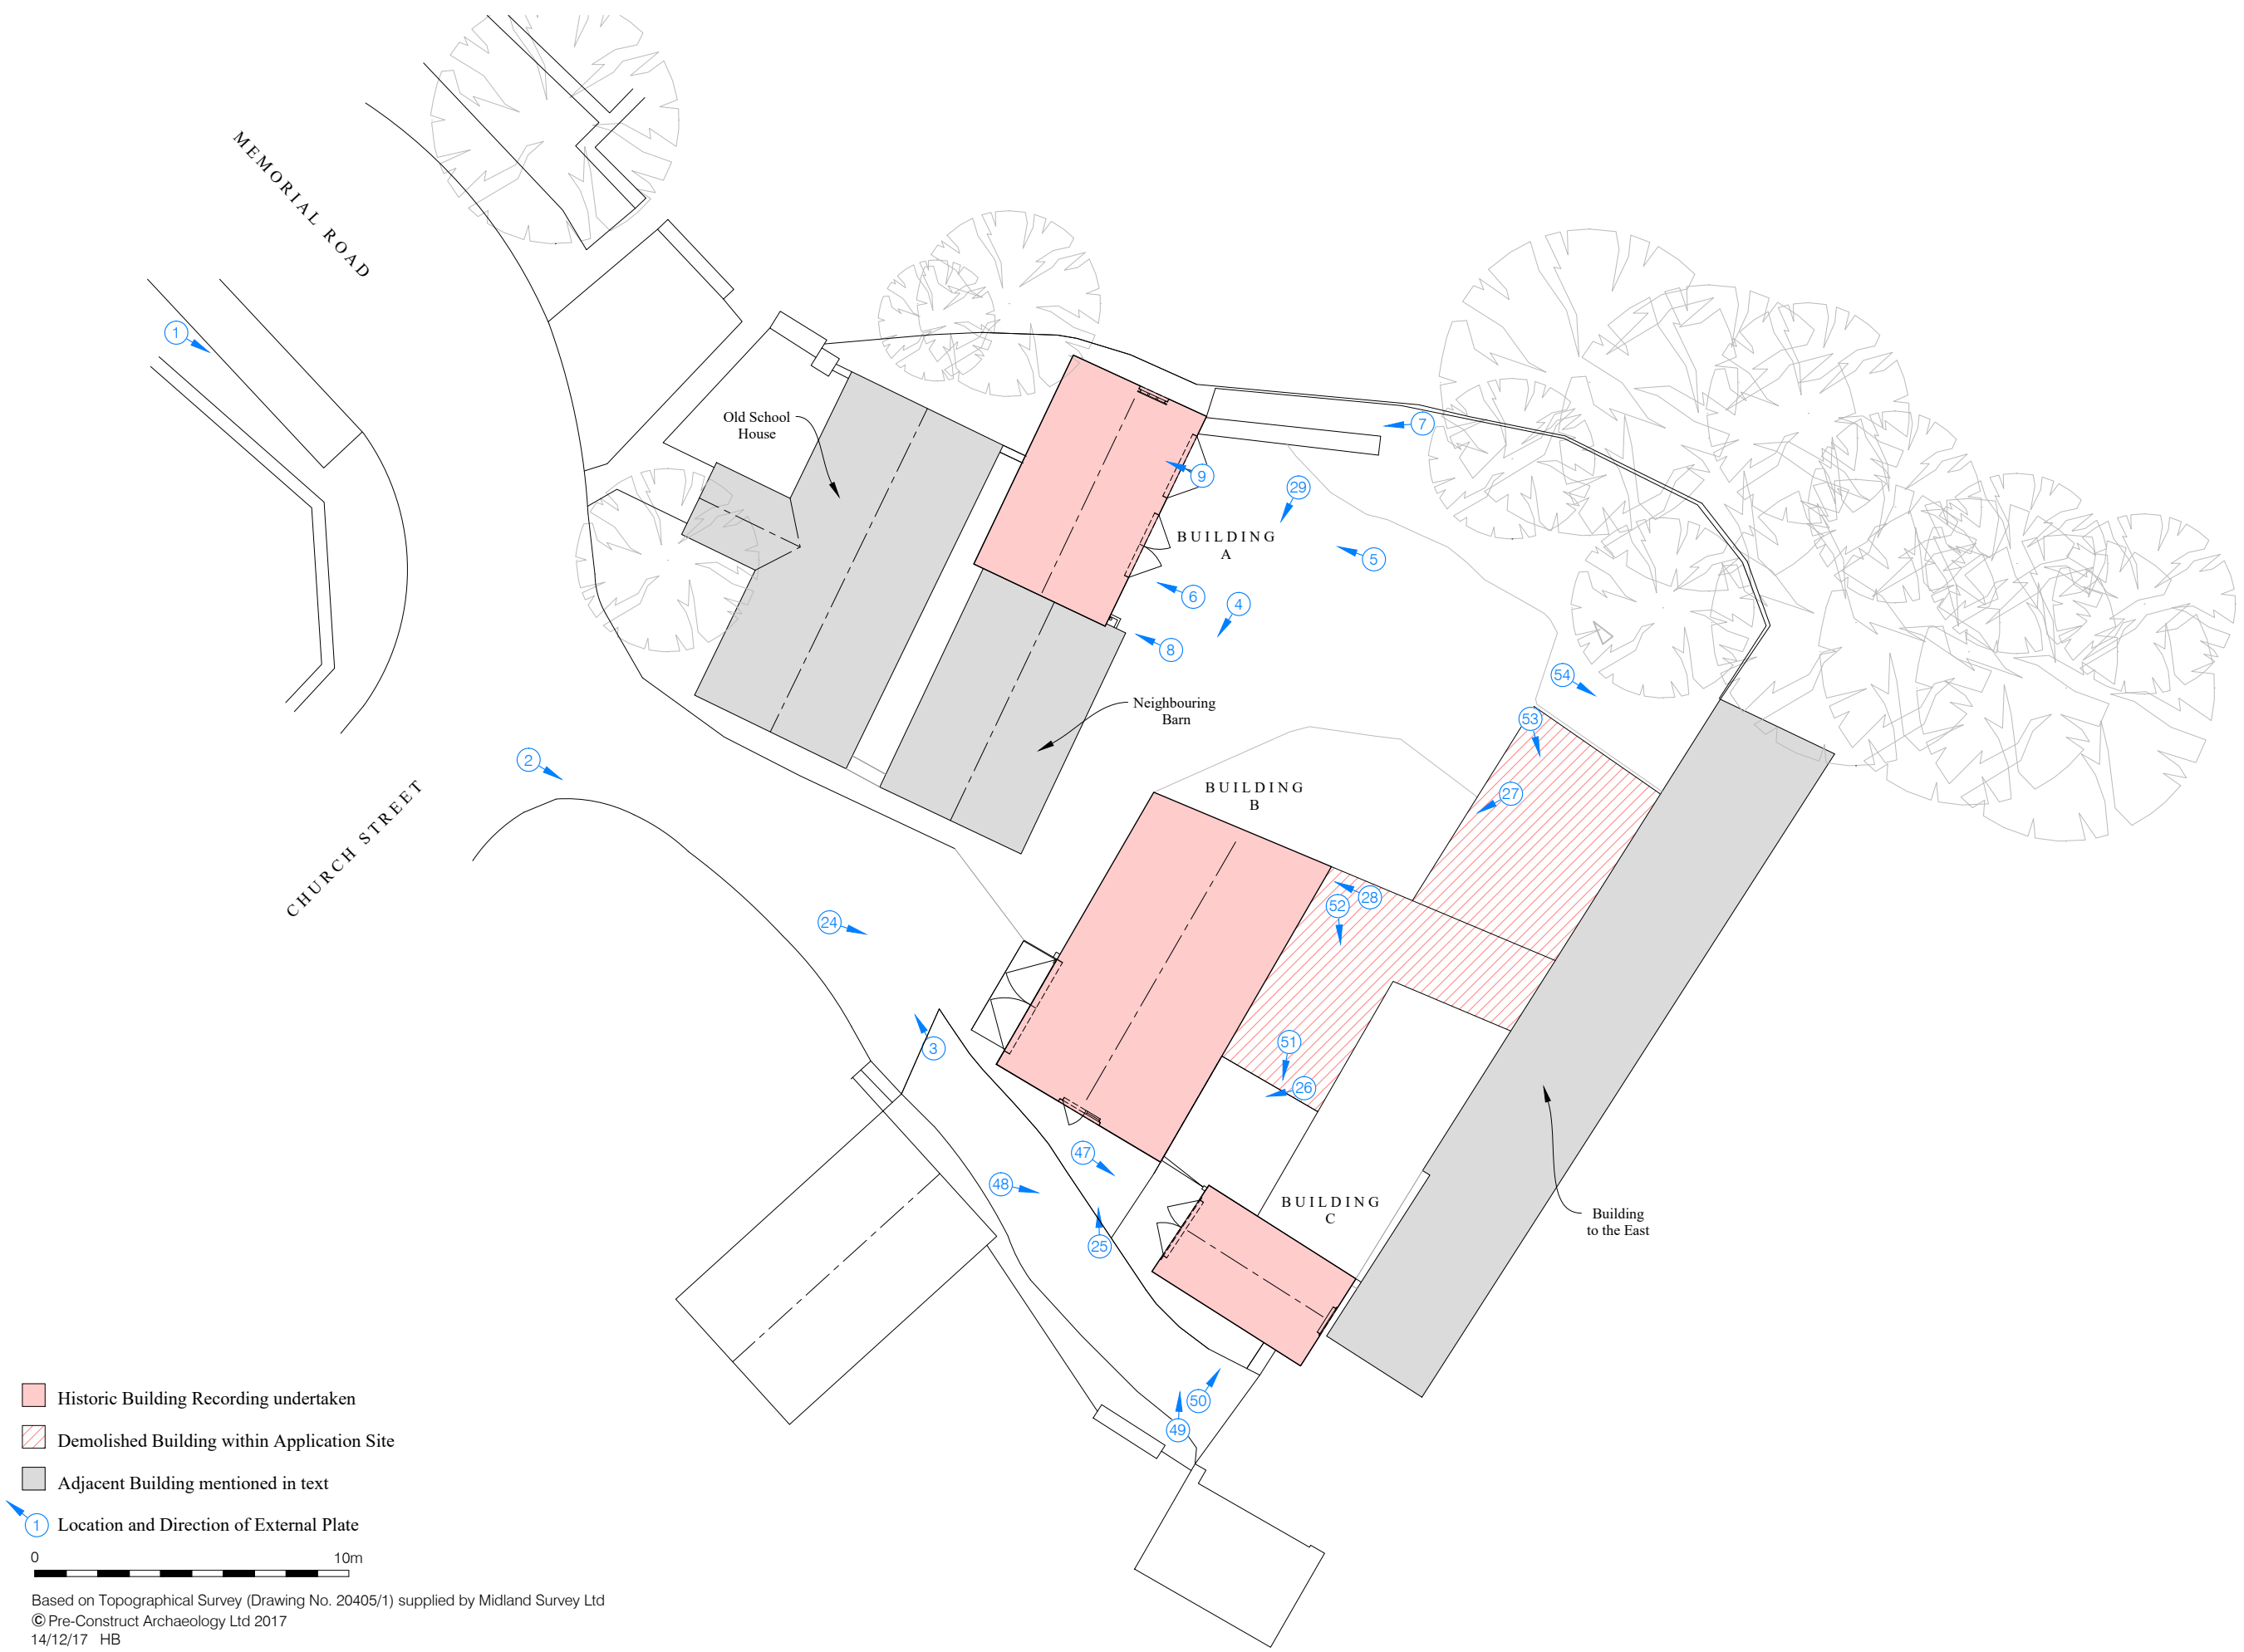 MEMORIAL ROAD
1
Old School
House
7
9
29
BUILDING
A
5
6
4
8
54
Neighbouring
Barn
53
2
CHURCH STREET
BUILDING
B
27
28
52
24
51
3
26
47
48
BUILDING
C
25
Building
to the East
50
49
Historic Building Recording undertaken
Demolished Building within Application Site
Adjacent Building mentioned in text
1 Location and Direction of External Plate
0 10m
Based on Topographical Survey (Drawing No. 20405/1) supplied by Midland Survey Ltd
© Pre-Construct Archaeology Ltd 2017
14/12/17 HB